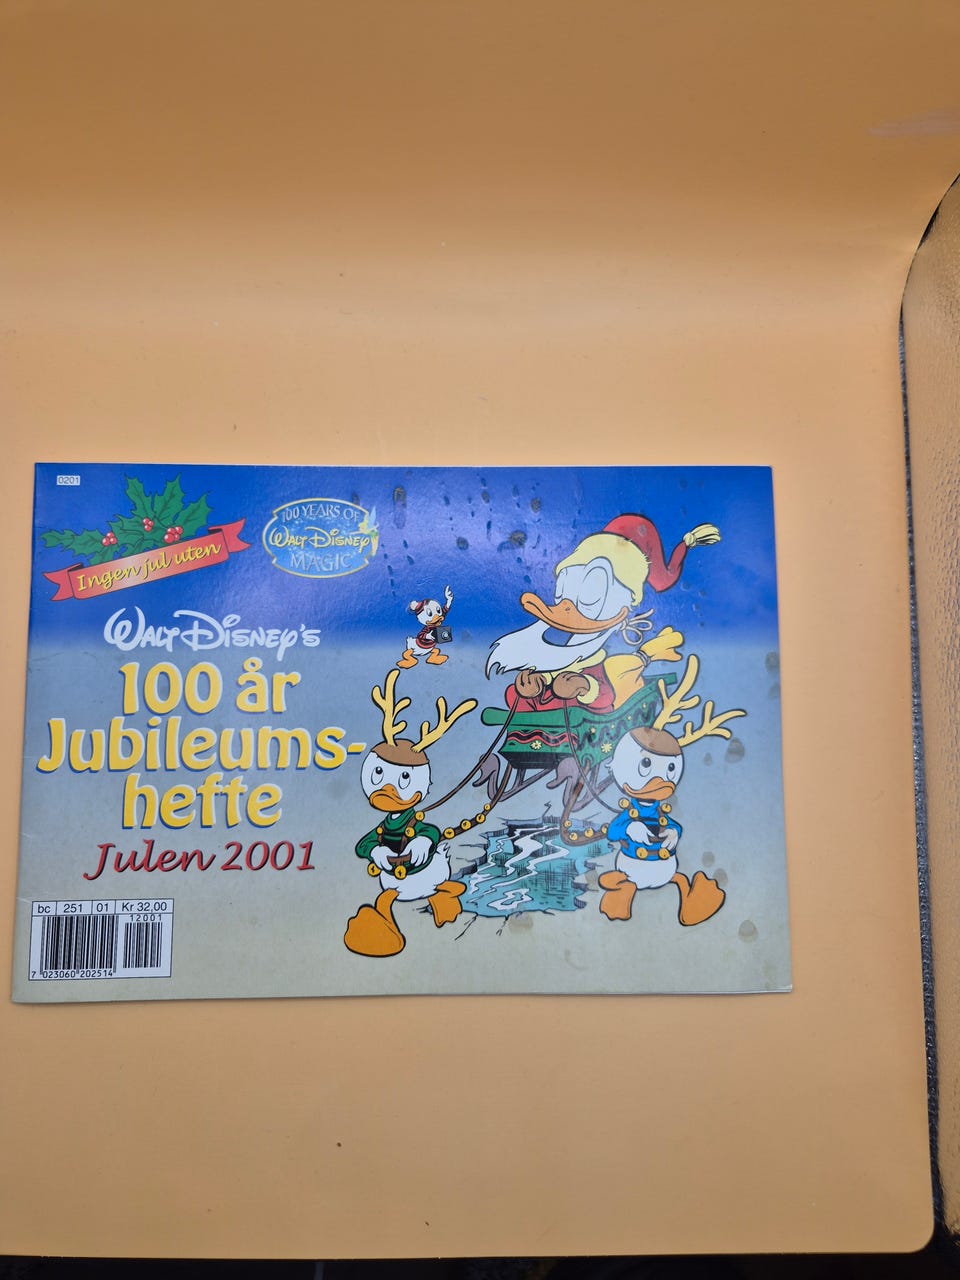 0201
Ingen jul uten
100 YEARS OF
Walt Disney
MAGIC
WALT DISNEY'S
100 år
Jubileums-
hefte
Julen 2001
bc 251 01 Kr 32,00
12001
7 023060 202514